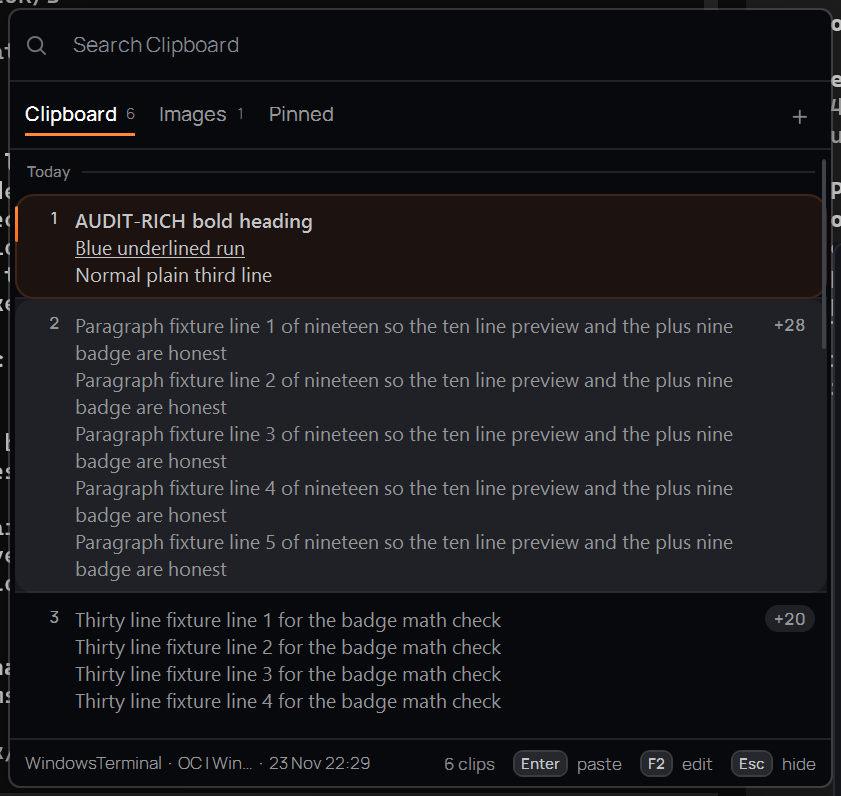 Search Clipboard
Clipboard 6 Images 1 Pinned +
Today
1 AUDIT-RICH bold heading
Blue underlined run
Normal plain third line
2 Paragraph fixture line 1 of nineteen so the ten line preview and the plus nine +28
badge are honest
Paragraph fixture line 2 of nineteen so the ten line preview and the plus nine
badge are honest
Paragraph fixture line 3 of nineteen so the ten line preview and the plus nine
badge are honest
Paragraph fixture line 4 of nineteen so the ten line preview and the plus nine
badge are honest
Paragraph fixture line 5 of nineteen so the ten line preview and the plus nine
badge are honest
3 Thirty line fixture line 1 for the badge math check +20
Thirty line fixture line 2 for the badge math check
Thirty line fixture line 3 for the badge math check
Thirty line fixture line 4 for the badge math check
WindowsTerminal · OC | Win... · 23 Nov 22:29 6 clips Enter paste F2 edit Esc hide